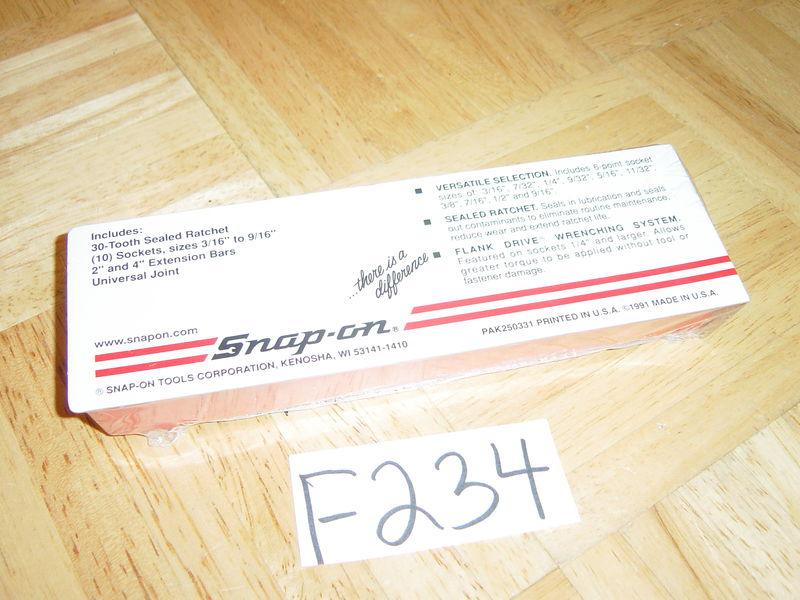 Includes:
30-Tooth Sealed Ratchet
(10) Sockets, sizes 3/16" to 9/16"
2" and 4" Extension Bars
Universal Joint
VERSATILE SELECTION. Includes 6-point socket
sizes of: 3/16", 7/32", 1/4", 9/32", 5/16", 11/32",
3/8", 7/16", 1/2" and 9/16".
SEALED RATCHET. Seals in lubrication and seals
out contaminants to eliminate routine maintenance,
reduce wear and extend ratchet life.
FLANK DRIVE® WRENCHING SYSTEM.
Featured on sockets 1/4" and larger. Allows
greater torque to be applied without tool or
fastener damage.
...there is a
difference
www.snapon.com
Snap-on®
® SNAP-ON TOOLS CORPORATION, KENOSHA, WI 53141-1410
PAK250331 PRINTED IN U.S.A. ©1991 MADE IN U.S.A.
F234